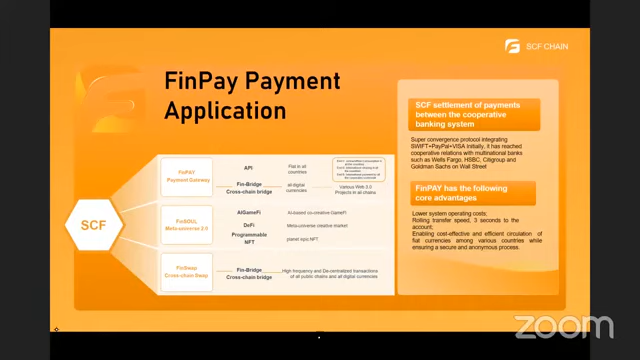 SCF CHAIN
FinPay Payment
Application
SCF
FinPAY
Payment Gateway
API
Fiat in all
countries
Fin-Bridge
Cross-chain bridge
all digital
currencies
Various Web 3.0
Projects in all chains
FinSOUL
Meta-universe 2.0
AIGameFi
AI-based co-creative GameFi
DeFi
Meta-universe creative market
Programmable
NFT
planet epic NFT
FinSwap
Cross-chain Swap
Fin-Bridge
Cross-chain bridge
High frequency and De-centralized transactions
of all public chains and all digital currencies
SCF settlement of payments
between the cooperative
banking system
Super convergence protocol integrating
SWIFT+PayPal+VISA Initially, it has reached
cooperative relations with multinational banks
such as Wells Fargo, HSBC, Citigroup and
Goldman Sachs on Wall Street
FinPAY has the following
core advantages
Lower system operating costs;
Rolling transfer speed, 3 seconds to the
account;
Enabling cost-effective and efficient circulation of
fiat currencies among various countries while
ensuring a secure and anonymous process.
zoom